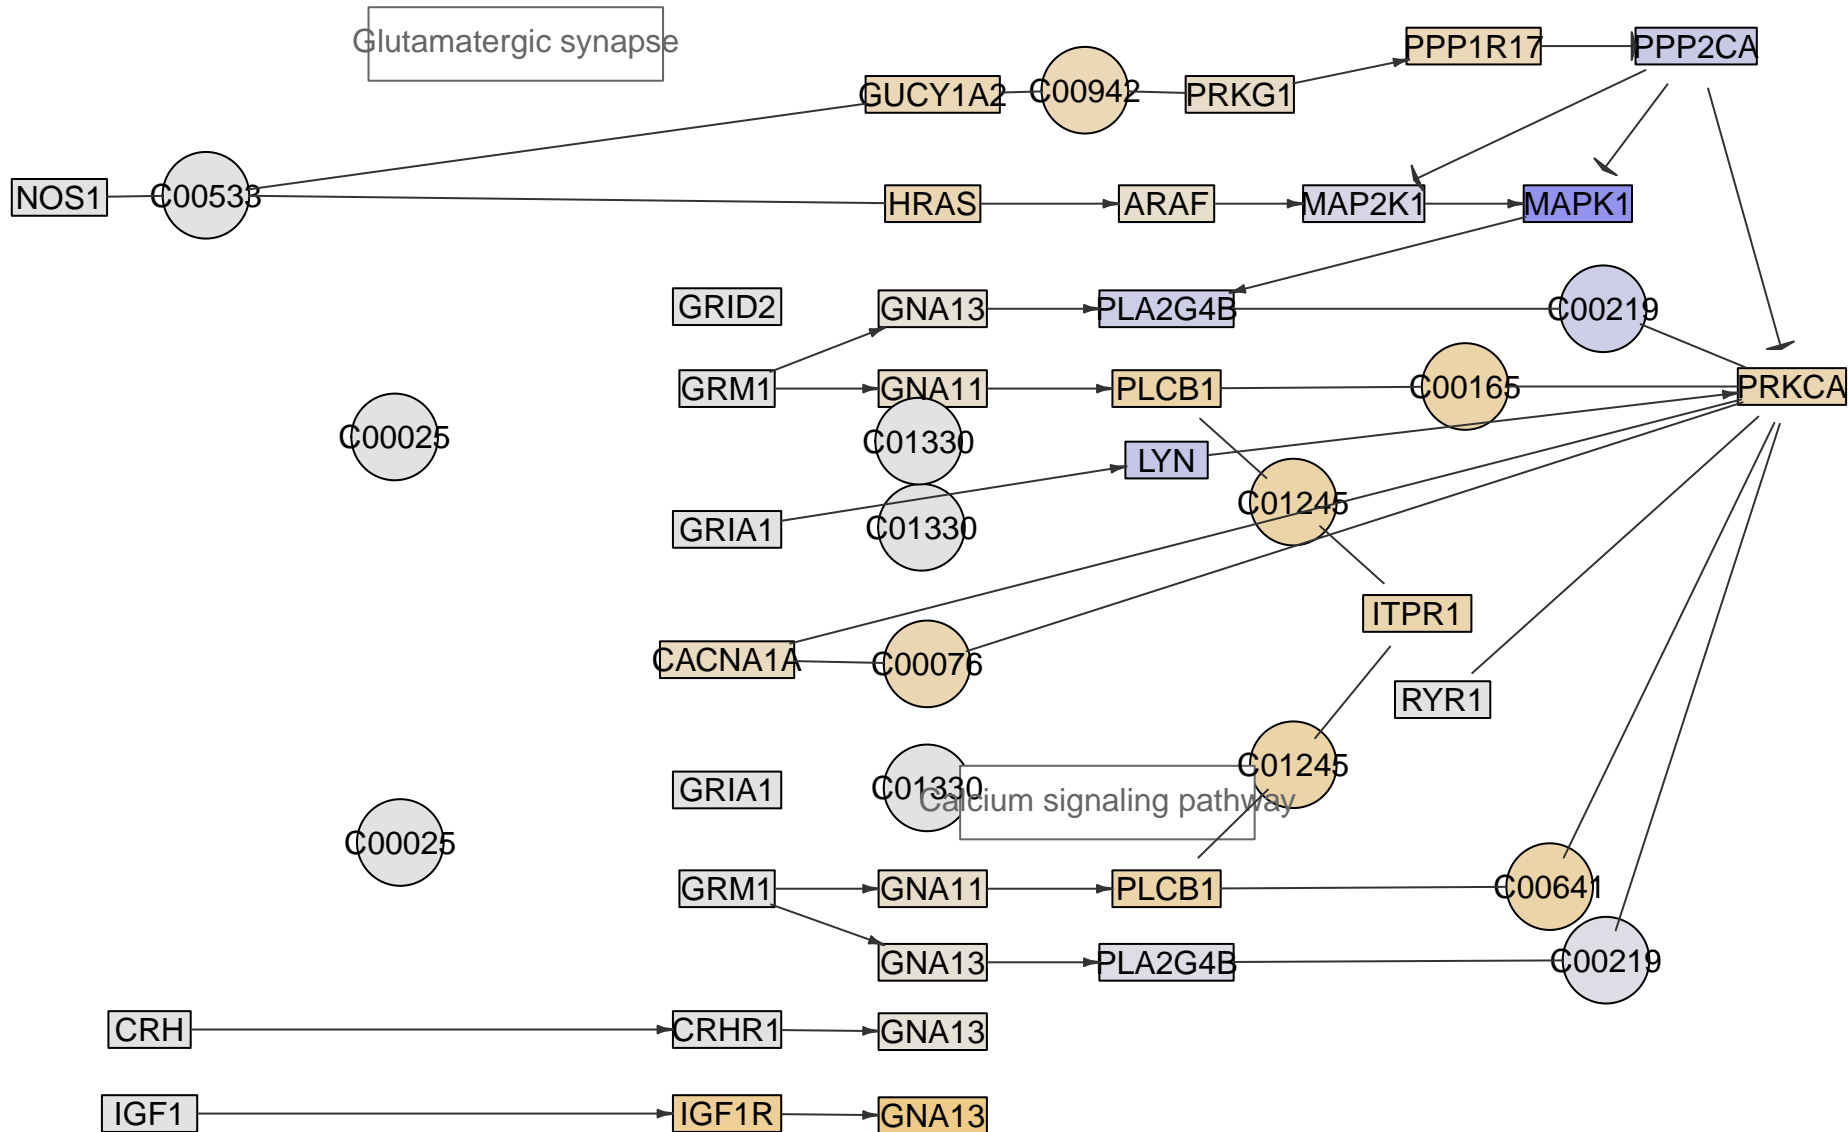 Glutamatergic synapse
PPP1R17
PPP2CA
GUCY1A2
C00942
PRKG1
NOS1
C00533
HRAS
ARAF
MAP2K1
MAPK1
GRID2
GNA13
PLA2G4B
C00219
GRM1
GNA11
PLCB1
C00165
PRKCA
C00025
C01330
LYN
C01245
GRIA1
C01330
ITPR1
CACNA1A
C00076
RYR1
C01245
GRIA1
C01330
Calcium signaling pathway
C00025
GRM1
GNA11
PLCB1
C00641
GNA13
PLA2G4B
C00219
CRH
CRHR1
GNA13
IGF1
IGF1R
GNA13